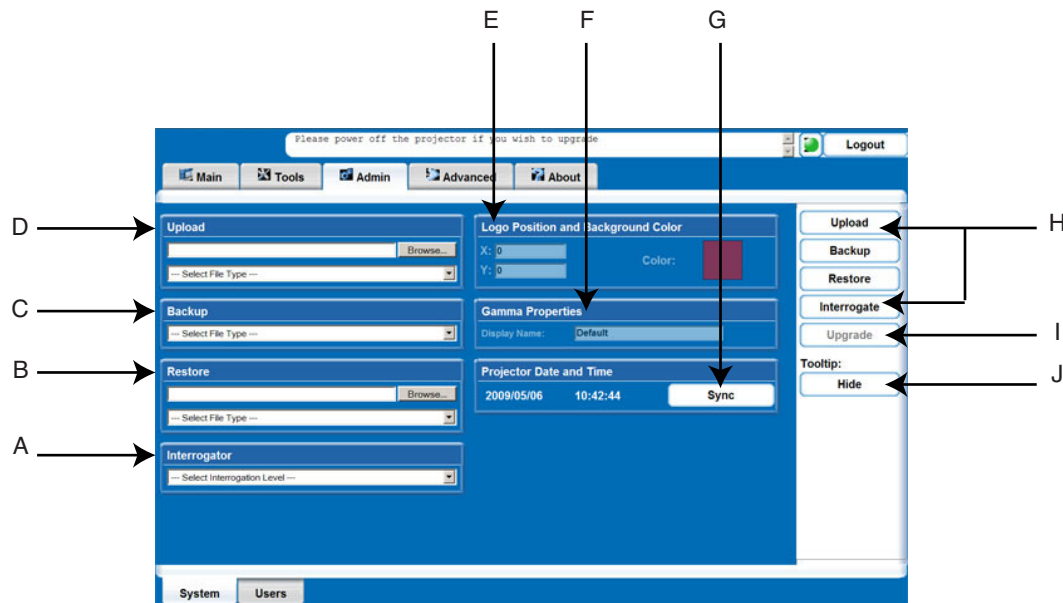 E F G
Please power off the projector if you wish to upgrade
Logout
Main Tools Admin Advanced About
D
Upload
Browse...
--- Select File Type ---
C
Backup
--- Select File Type ---
B
Restore
Browse...
--- Select File Type ---
A
Interrogator
--- Select Interrogation Level ---
Logo Position and Background Color
X: 0
Y: 0
Color:
Gamma Properties
Display Name: Default
Projector Date and Time
2009/05/06 10:42:44 Sync
Upload
H
Backup
Restore
Interrogate
Upgrade
I
Tooltip:
Hide
J
System Users